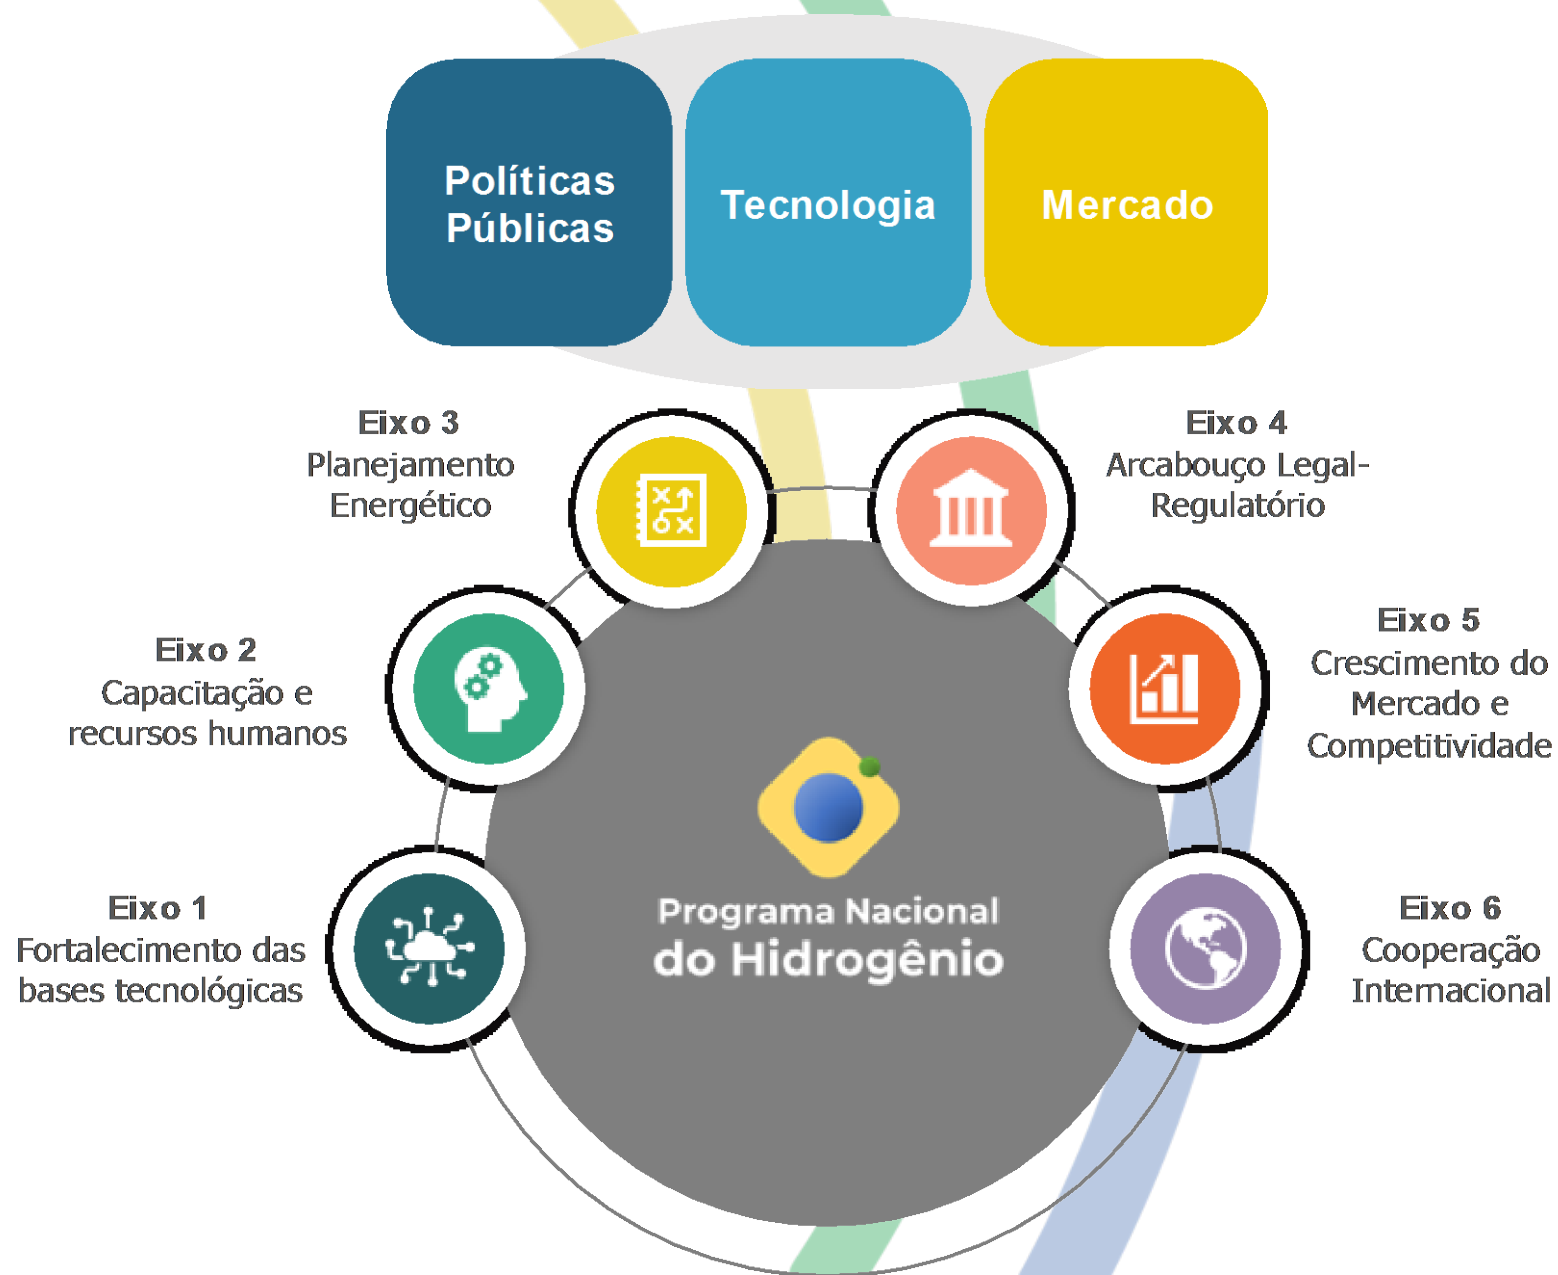 Políticas
Públicas
Tecnologia
Mercado
Eixo 3
Planejamento
Energético
Eixo 4
Arcabouço Legal-
Regulatório
Eixo 2
Capacitação e
recursos humanos
Eixo 5
Crescimento do
Mercado e
Competitividade
Eixo 1
Fortalecimento das
bases tecnológicas
Programa Nacional
do Hidrogênio
Eixo 6
Cooperação
Internacional